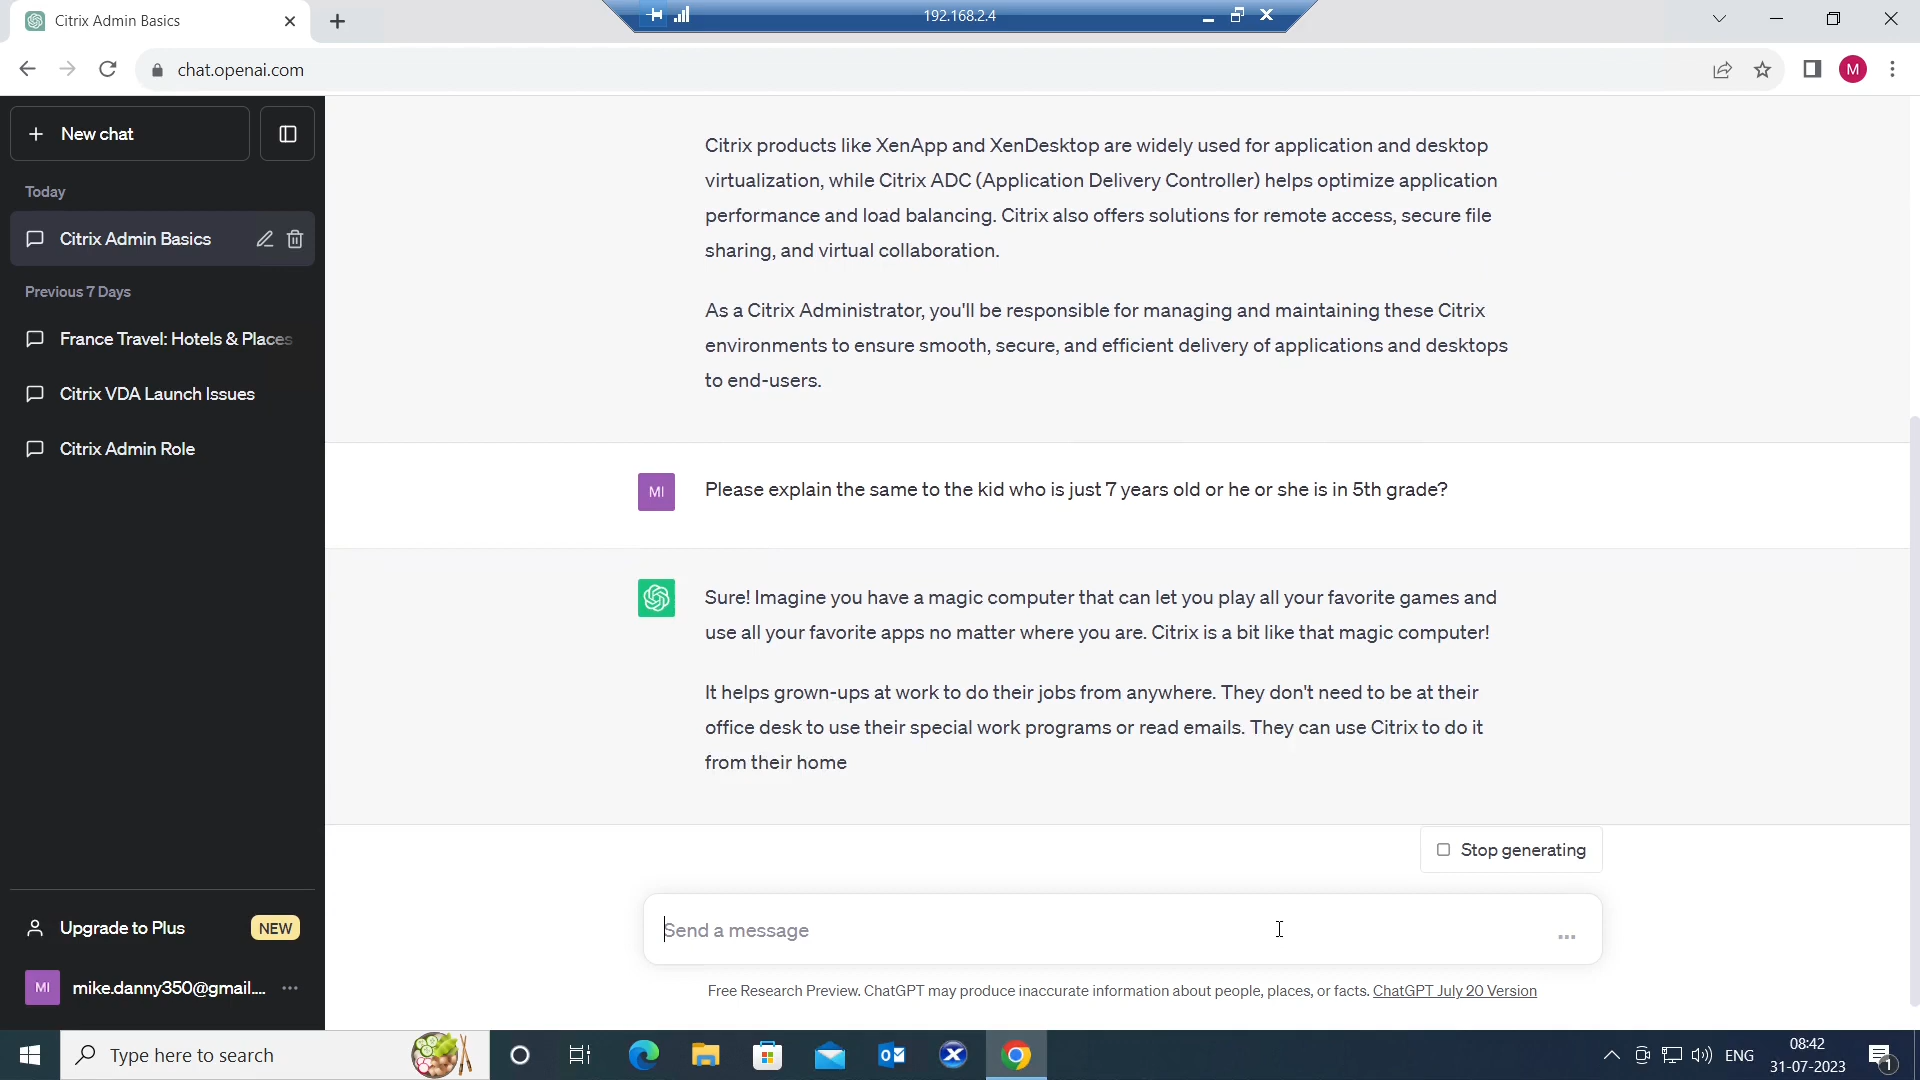 Citrix Admin Basics
192.168.2.4
chat.openai.com
M
New chat
Today
Citrix Admin Basics
Previous 7 Days
France Travel: Hotels & Places
Citrix VDA Launch Issues
Citrix Admin Role
Citrix products like XenApp and XenDesktop are widely used for application and desktop
virtualization, while Citrix ADC (Application Delivery Controller) helps optimize application
performance and load balancing. Citrix also offers solutions for remote access, secure file
sharing, and virtual collaboration.
As a Citrix Administrator, you'll be responsible for managing and maintaining these Citrix
environments to ensure smooth, secure, and efficient delivery of applications and desktops
to end-users.
MI
Please explain the same to the kid who is just 7 years old or he or she is in 5th grade?
Sure! Imagine you have a magic computer that can let you play all your favorite games and
use all your favorite apps no matter where you are. Citrix is a bit like that magic computer!
It helps grown-ups at work to do their jobs from anywhere. They don't need to be at their
office desk to use their special work programs or read emails. They can use Citrix to do it
from their home
Stop generating
Send a message
Free Research Preview. ChatGPT may produce inaccurate information about people, places, or facts. ChatGPT July 20 Version
Upgrade to Plus
NEW
MI
mike.danny350@gmail....
Type here to search
ENG
08:42
31-07-2023
1